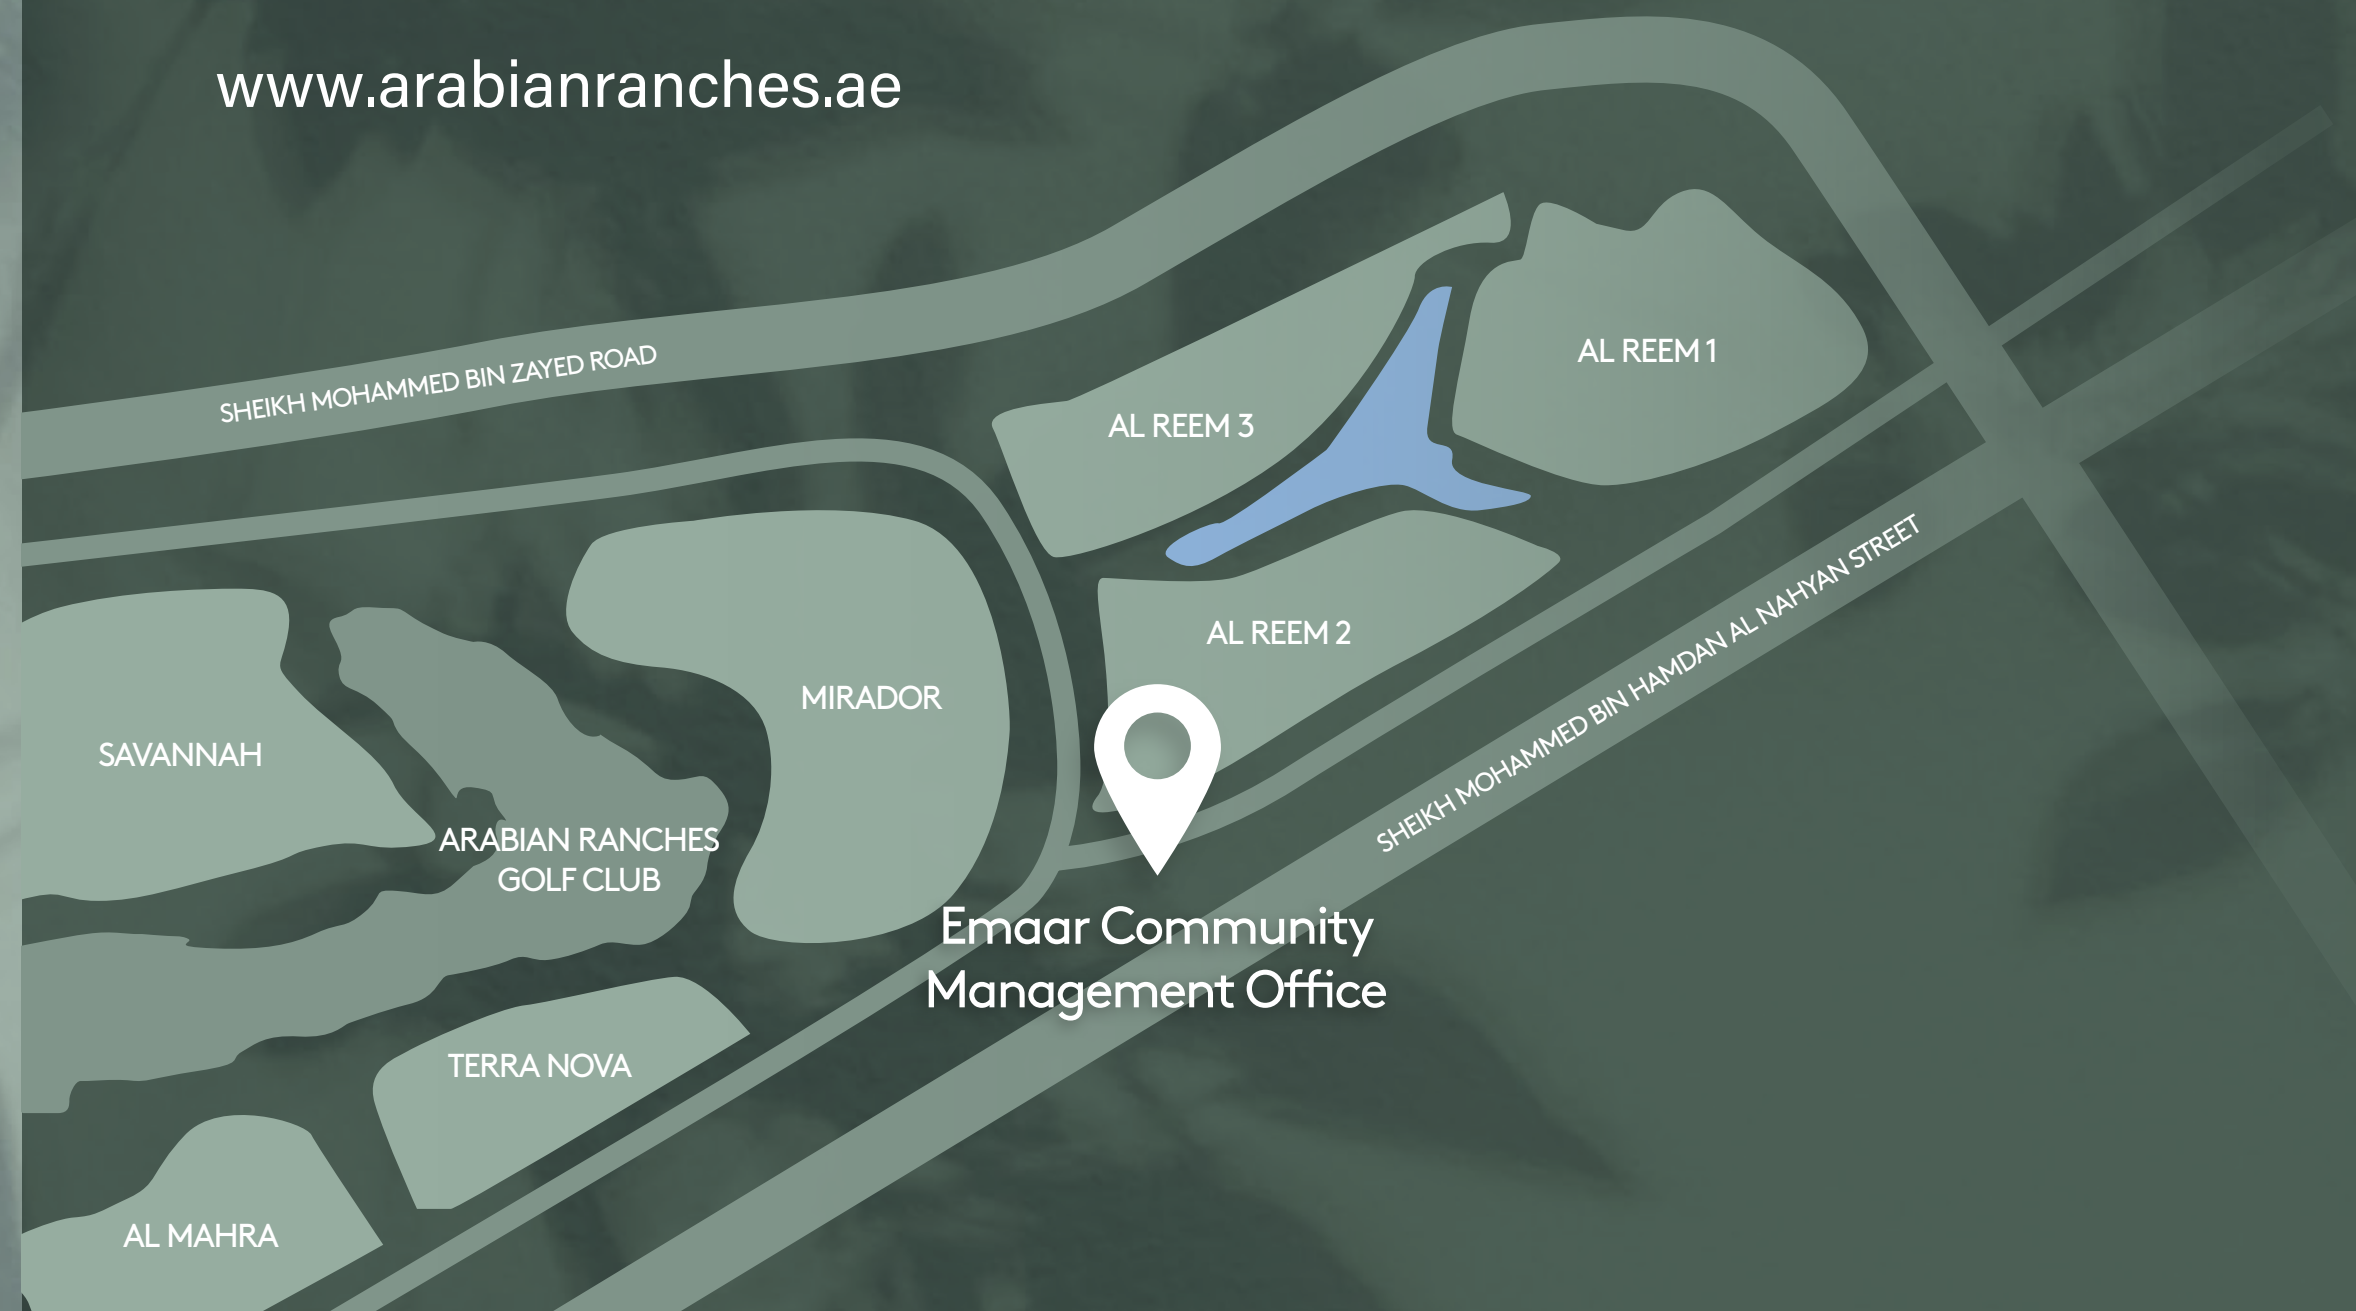 www.arabianranches.ae
SHEIKH MOHAMMED BIN ZAYED ROAD
AL REEM 1
AL REEM 3
AL REEM 2
SHEIKH MOHAMMED BIN HAMDAN AL NAHYAN STREET
MIRADOR
SAVANNAH
ARABIAN RANCHES
GOLF CLUB
Emaar Community
Management Office
TERRA NOVA
AL MAHRA